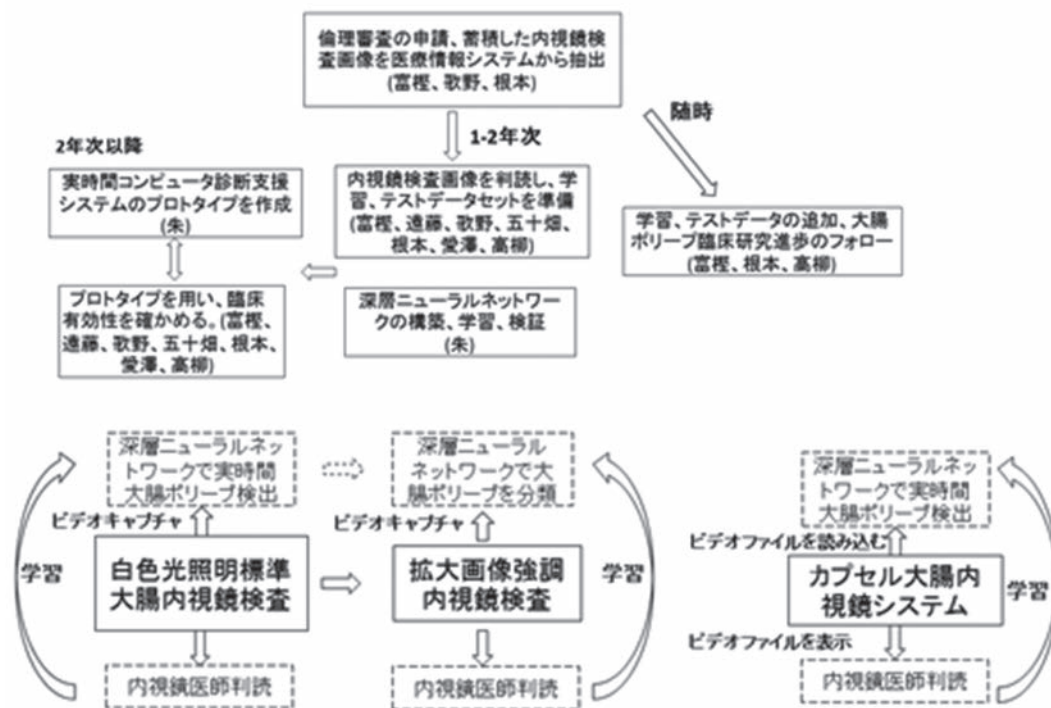 倫理審査の申請、蓄積した内視鏡検
査画像を医療情報システムから抽出
(富樫、歌野、根本)
随時
1-2年次
2年次以降
実時間コンピュータ診断支援
システムのプロトタイプを作成
(朱)
内視鏡検査画像を判読し、学
習、テストデータセットを準備
(富樫、遠藤、歌野、五十畑、
根本、愛澤、高柳)
学習、テストデータの追加、大腸
ポリープ臨床研究進歩のフォロー
(富樫、根本、高柳)
プロトタイプを用い、臨床
有効性を確かめる。(富樫、
遠藤、歌野、五十畑、根本、
愛澤、高柳)
深層ニューラルネットワー
クの構築、学習、検証
(朱)
深層ニューラルネッ
トワークで実時間
大腸ポリープ検出
深層ニューラル
ネットワークで大
腸ポリープを分類
ビデオキャプチャ
ビデオキャプチャ
学習
白色光照明標準
大腸内視鏡検査
拡大画像強調
内視鏡検査
学習
内視鏡医師判読
内視鏡医師判読
深層ニューラルネッ
トワークで実時間
大腸ポリープ検出
ビデオファイルを読み込む
カプセル大腸内
視鏡システム
学習
ビデオファイルを表示
内視鏡医師判読